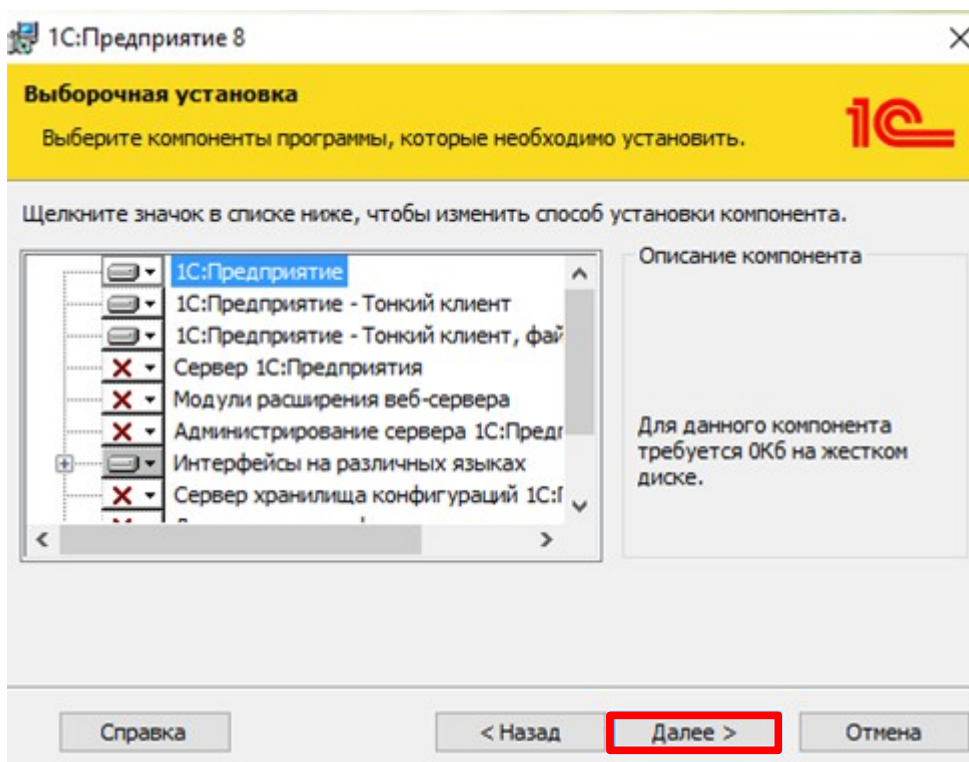 1С:Предприятие 8
Выборочная установка
Выберите компоненты программы, которые необходимо установить.
1С
Щелкните значок в списке ниже, чтобы изменить способ установки компонента.
1С:Предприятие
1С:Предприятие - Тонкий клиент
1С:Предприятие - Тонкий клиент, фай
Сервер 1С:Предприятия
Модули расширения веб-сервера
Администрирование сервера 1С:Предп
Интерфейсы на различных языках
Сервер хранилища конфигураций 1С:П
Описание компонента
Для данного компонента
требуется 0Кб на жестком
диске.
Справка
< Назад
Далее >
Отмена